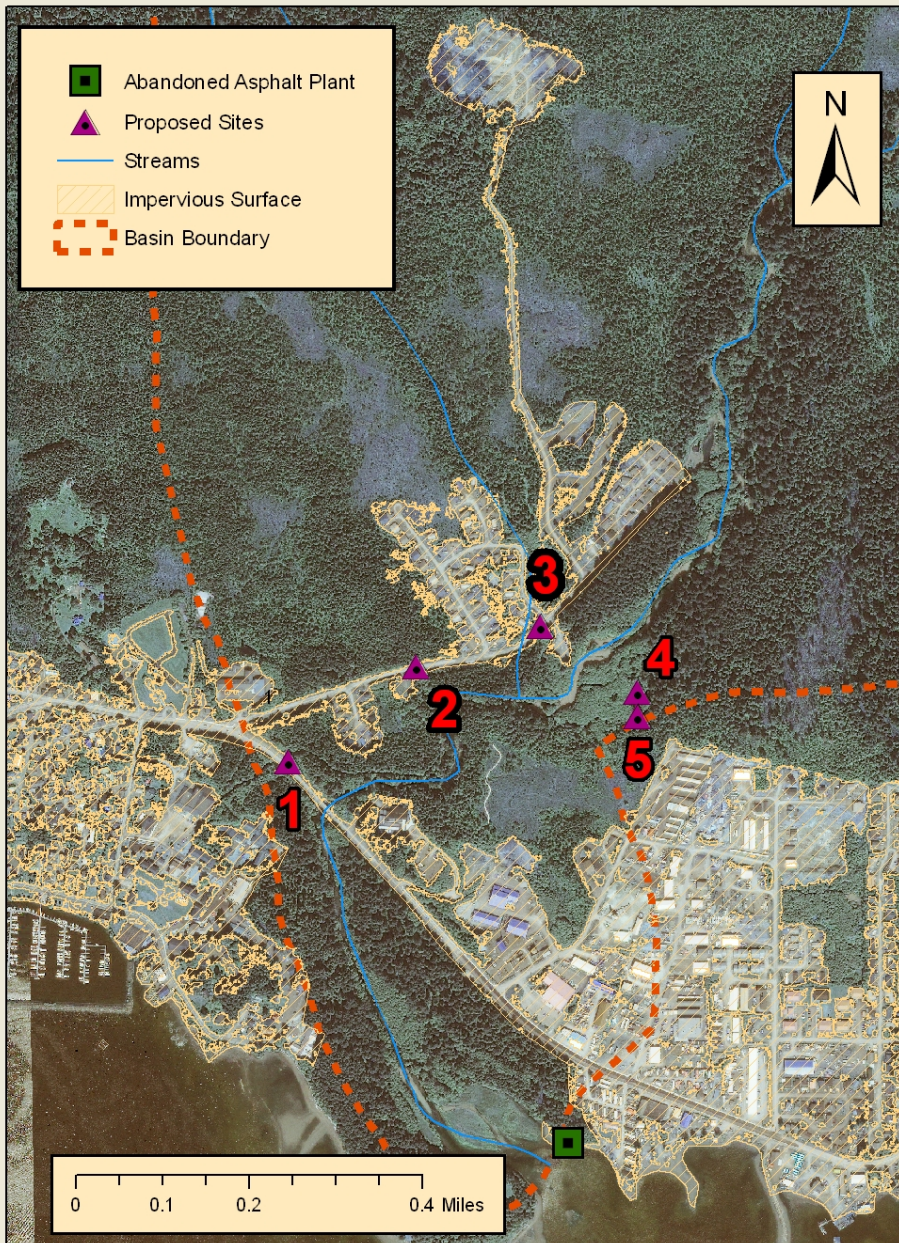 Abandoned Asphalt Plant
Proposed Sites
Streams
Impervious Surface
Basin Boundary
N
3
4
2
5
1
0 0.1 0.2 0.4 Miles